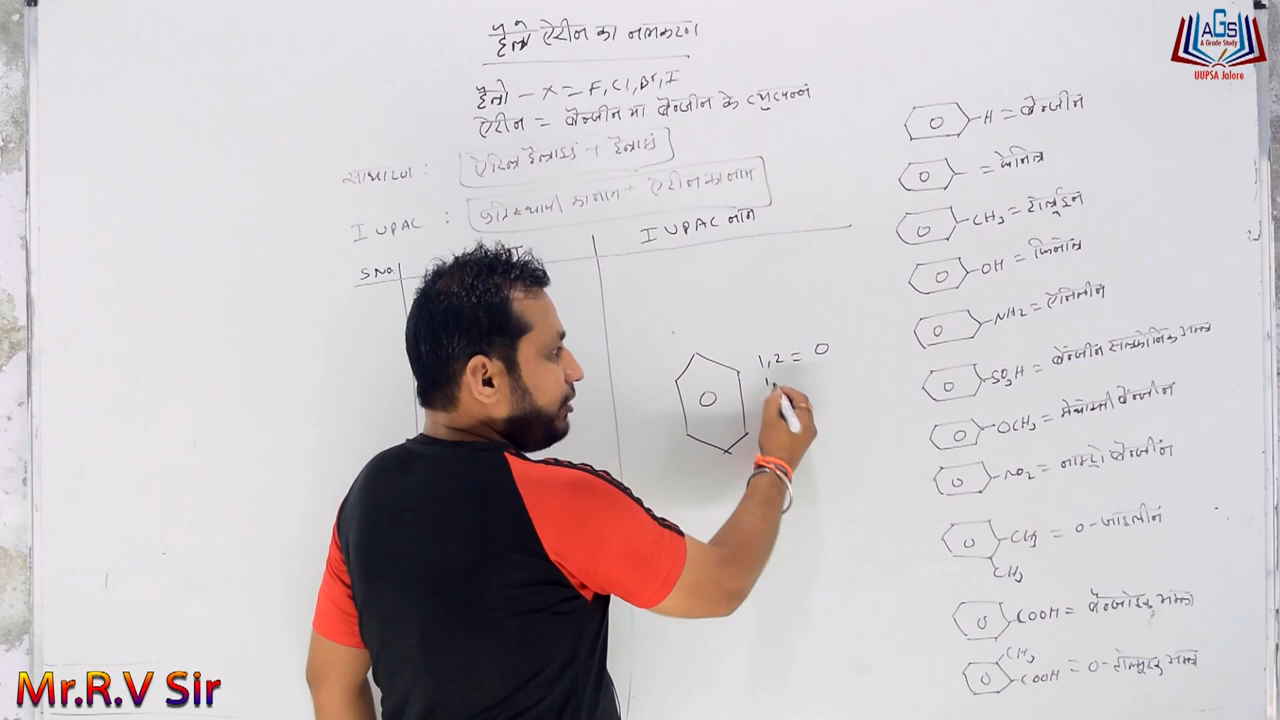 हैलो ऐरीन का नामकरण
हैलो - X = F, Cl, Br, I
ऐरीन = बैन्जीन या बैन्जीन के व्युत्पन्न
साधारण : ऐरिल हैलाइड +
IUPAC : प्रतिस्थापी का नाम + ऐरीन का नाम
S No. IUPAC नाम
1,2 = O
1,
O -H = बैन्जीन
O - = फेनिल
O -CH3 = टोलूईन
O -OH = फिनोल
O -NH2 = ऐनिलीन
O -SO3H = बैन्जीन सल्फोनिक अम्ल
O -OCH3 = मेथोक्सी बैन्जीन
O -NO2 = नाइट्रो बैन्जीन
O -CH3 = O-जाइलीन
CH3
O -COOH = बैन्जोइक अम्ल
CH3
O -COOH = O-टोलूइक अम्ल
AGS
A Grade Study
UUPSA Jalore
Mr.R.V Sir